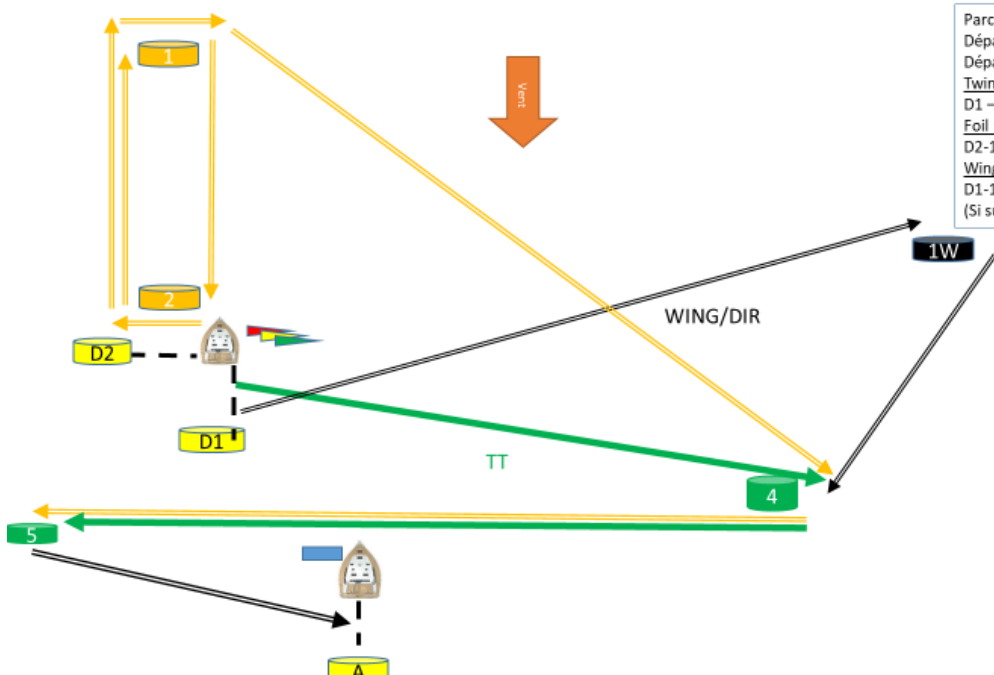 1
Vent
Parc
Dépa
Dépa
Twin
D1 –
Foil
D2-1
Wing
D1-1
(Si su
1W
2
WING/DIR
D2
D1
TT
4
5
A